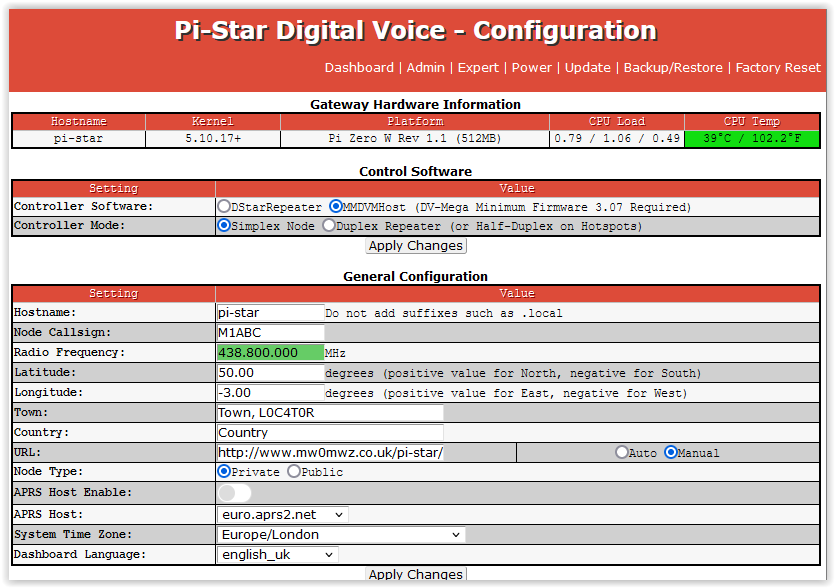 Pi-Star Digital Voice - Configuration
Dashboard | Admin | Expert | Power | Update | Backup/Restore | Factory Reset
Gateway Hardware Information
Hostname Kernel Platform CPU Load CPU Temp
pi-star 5.10.17+ Pi Zero W Rev 1.1 (512MB) 0.79 / 1.06 / 0.49 39°C / 102.2°F
Control Software
Setting Value
Controller Software: DStarRepeater MMDVMHost (DV-Mega Minimum Firmware 3.07 Required)
Controller Mode: Simplex Node Duplex Repeater (or Half-Duplex on Hotspots)
Apply Changes
General Configuration
Setting Value
Hostname: pi-star Do not add suffixes such as .local
Node Callsign: M1ABC
Radio Frequency: 438.800.000 MHz
Latitude: 50.00 degrees (positive value for North, negative for South)
Longitude: -3.00 degrees (positive value for East, negative for West)
Town: Town, L0C4T0R
Country: Country
URL: http://www.mw0mwz.co.uk/pi-star/ Auto Manual
Node Type: Private Public
APRS Host Enable:
APRS Host: euro.aprs2.net
System Time Zone: Europe/London
Dashboard Language: english_uk
Apply Changes